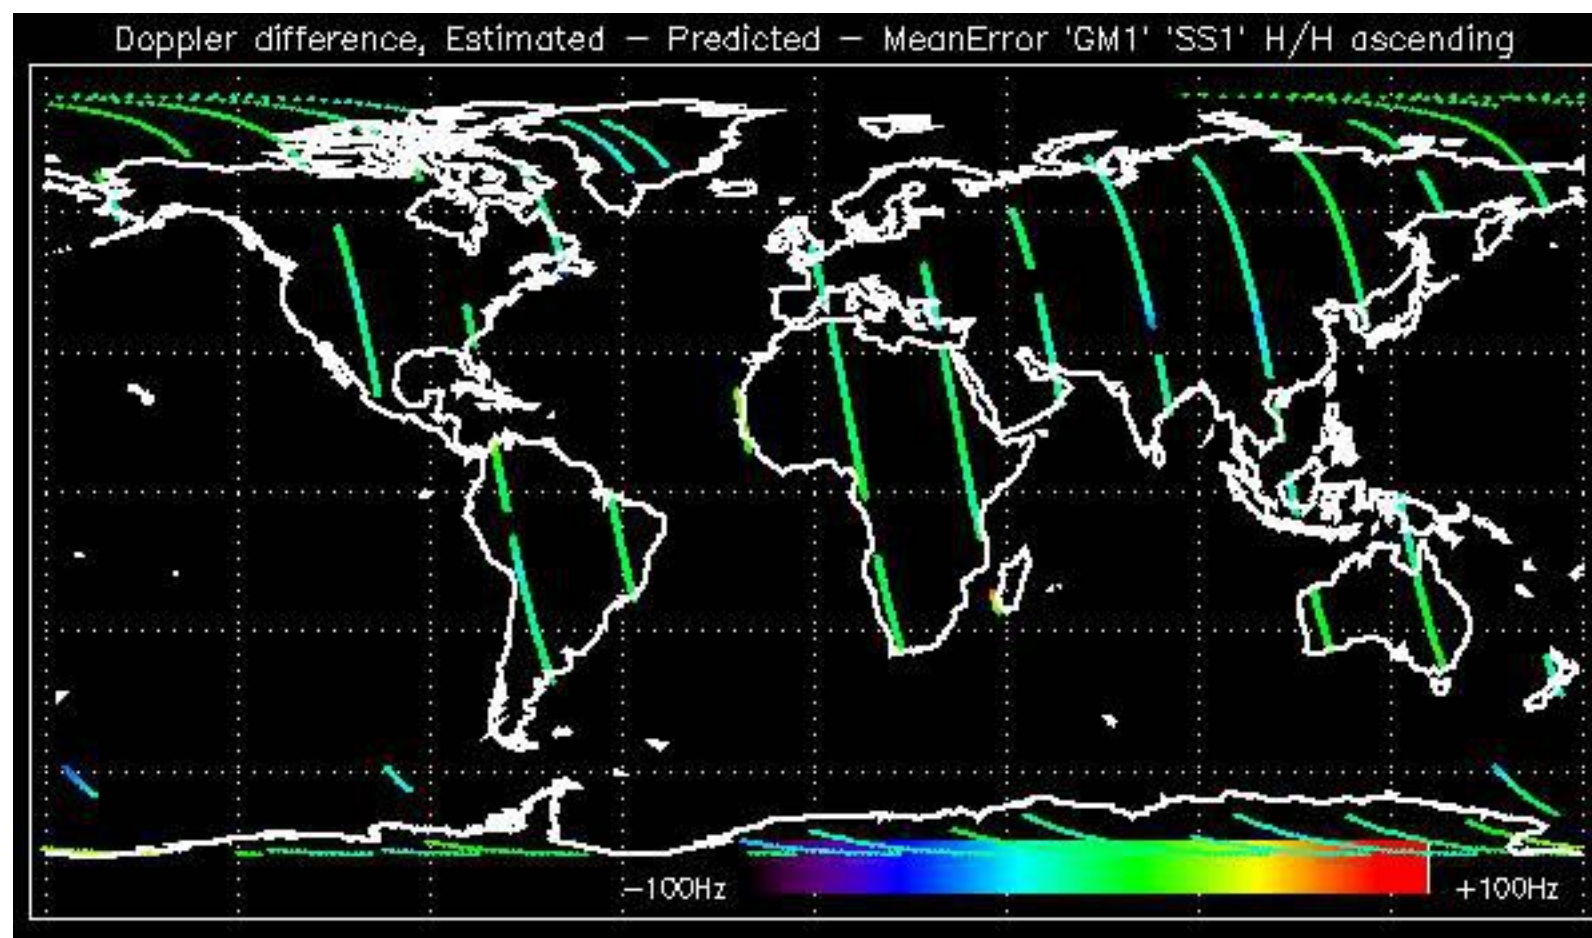 Doppler difference, Estimated – Predicted – MeanError 'GM1' 'SS1' H/H ascending
-100Hz +100Hz